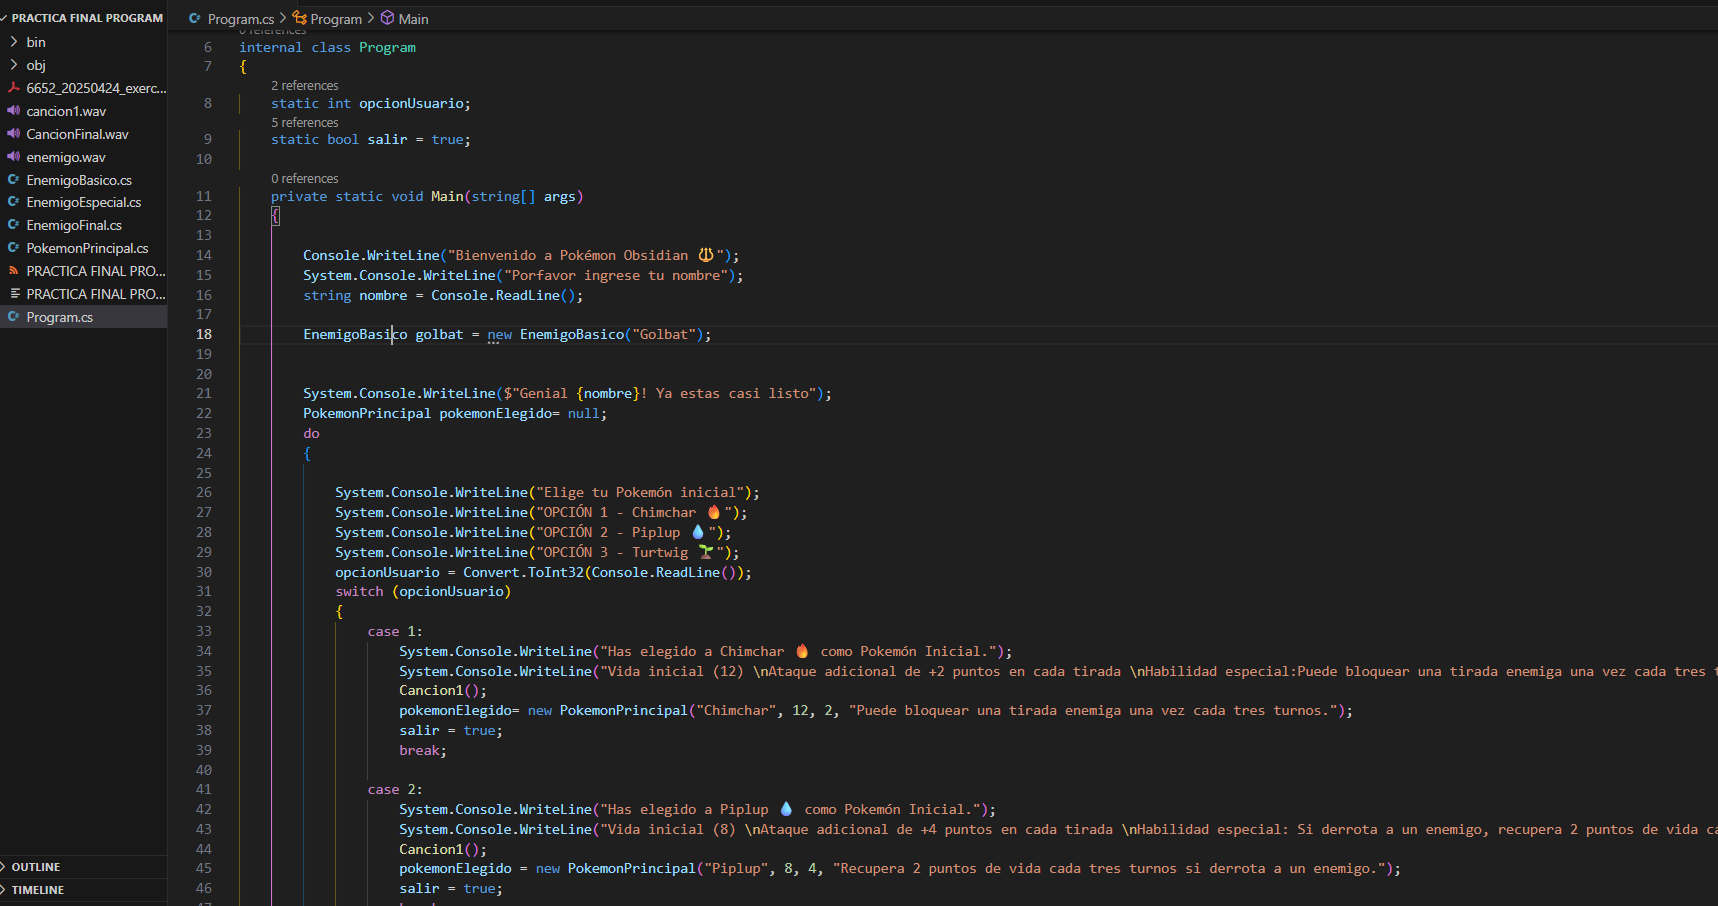 PRACTICA FINAL PROGRAM
bin
obj
6652_20250424_exerc...
cancion1.wav
CancionFinal.wav
enemigo.wav
EnemigoBasico.cs
EnemigoEspecial.cs
EnemigoFinal.cs
PokemonPrincipal.cs
PRACTICA FINAL PRO...
PRACTICA FINAL PRO...
Program.cs
OUTLINE
TIMELINE
Program.cs > Program > Main
0 references
6 internal class Program
7 {
2 references
8 static int opcionUsuario;
5 references
9 static bool salir = true;
10
0 references
11 private static void Main(string[] args)
12 {
13
14 Console.WriteLine("Bienvenido a Pokémon Obsidian 🔱");
15 System.Console.WriteLine("Porfavor ingrese tu nombre");
16 string nombre = Console.ReadLine();
17
18 EnemigoBasico golbat = new EnemigoBasico("Golbat");
19
20
21 System.Console.WriteLine($"Genial {nombre}! Ya estas casi listo");
22 PokemonPrincipal pokemonElegido= null;
23 do
24 {
25
26 System.Console.WriteLine("Elige tu Pokemón inicial");
27 System.Console.WriteLine("OPCIÓN 1 - Chimchar 🔥");
28 System.Console.WriteLine("OPCIÓN 2 - Piplup 💧");
29 System.Console.WriteLine("OPCIÓN 3 - Turtwig 🌱");
30 opcionUsuario = Convert.ToInt32(Console.ReadLine());
31 switch (opcionUsuario)
32 {
33 case 1:
34 System.Console.WriteLine("Has elegido a Chimchar 🔥 como Pokemón Inicial.");
35 System.Console.WriteLine("Vida inicial (12) \nAtaque adicional de +2 puntos en cada tirada \nHabilidad especial:Puede bloquear una tirada enemiga una vez cada tres
36 Cancion1();
37 pokemonElegido= new PokemonPrincipal("Chimchar", 12, 2, "Puede bloquear una tirada enemiga una vez cada tres turnos.");
38 salir = true;
39 break;
40
41 case 2:
42 System.Console.WriteLine("Has elegido a Piplup 💧 como Pokemón Inicial.");
43 System.Console.WriteLine("Vida inicial (8) \nAtaque adicional de +4 puntos en cada tirada \nHabilidad especial: Si derrota a un enemigo, recupera 2 puntos de vida
44 Cancion1();
45 pokemonElegido = new PokemonPrincipal("Piplup", 8, 4, "Recupera 2 puntos de vida cada tres turnos si derrota a un enemigo.");
46 salir = true;